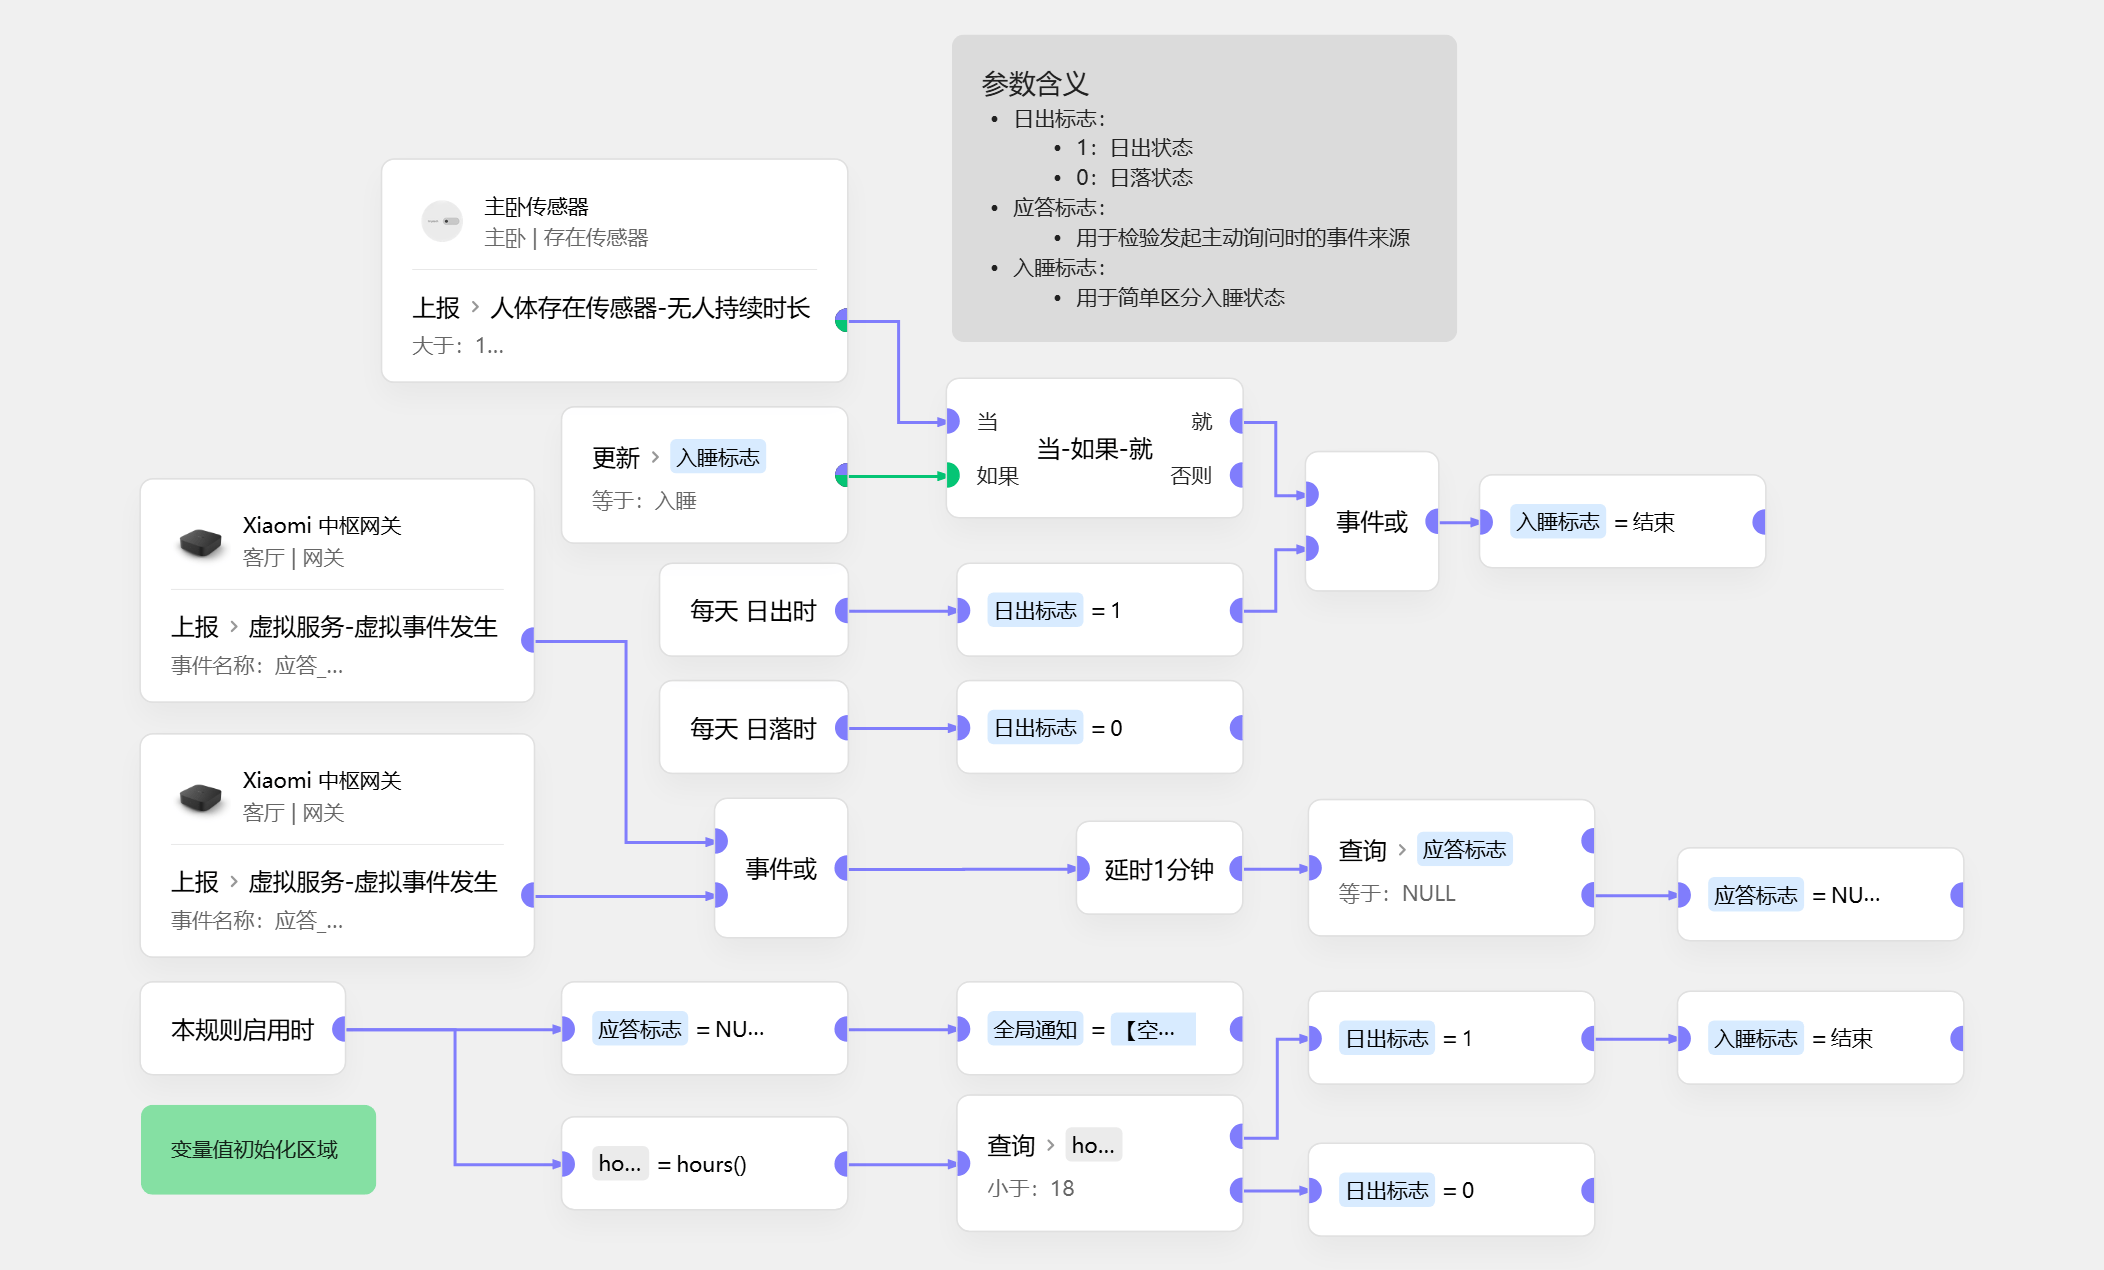 参数含义
• 日出标志：
• 1：日出状态
• 0：日落状态
• 应答标志：
• 用于检验发起主动询问时的事件来源
• 入睡标志：
• 用于简单区分入睡状态
主卧传感器
主卧 | 存在传感器
上报 › 人体存在传感器-无人持续时长
大于：1...
更新 › 入睡标志
等于：入睡
当
如果
当-如果-就
就
否则
事件或
入睡标志 = 结束
Xiaomi 中枢网关
客厅 | 网关
上报 › 虚拟服务-虚拟事件发生
事件名称：应答_...
每天 日出时
日出标志 = 1
每天 日落时
日出标志 = 0
Xiaomi 中枢网关
客厅 | 网关
上报 › 虚拟服务-虚拟事件发生
事件名称：应答_...
事件或
延时1分钟
查询 › 应答标志
等于：NULL
应答标志 = NU...
本规则启用时
应答标志 = NU...
全局通知 = 【空...
日出标志 = 1
入睡标志 = 结束
变量值初始化区域
ho... = hours()
查询 › ho...
小于：18
日出标志 = 0